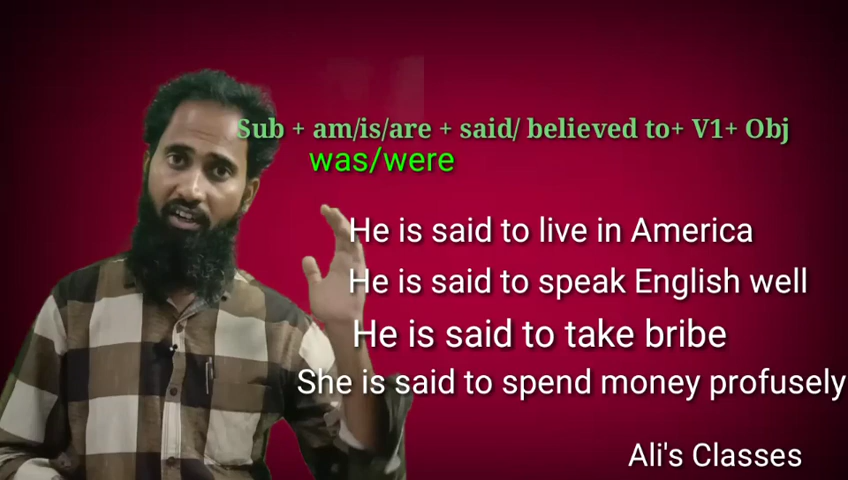 Sub + am/is/are + said/ believed to+ V1+ Obj
was/were
He is said to live in America
He is said to speak English well
He is said to take bribe
She is said to spend money profusely
Ali's Classes